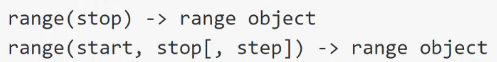 range(stop) -> range object
range(start, stop[, step]) -> range object